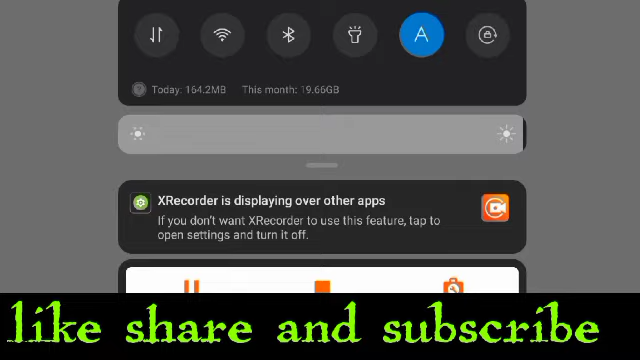 A
Today: 164.2MB This month: 19.66GB
XRecorder is displaying over other apps
If you don't want XRecorder to use this feature, tap to
open settings and turn it off.
like share and subscribe